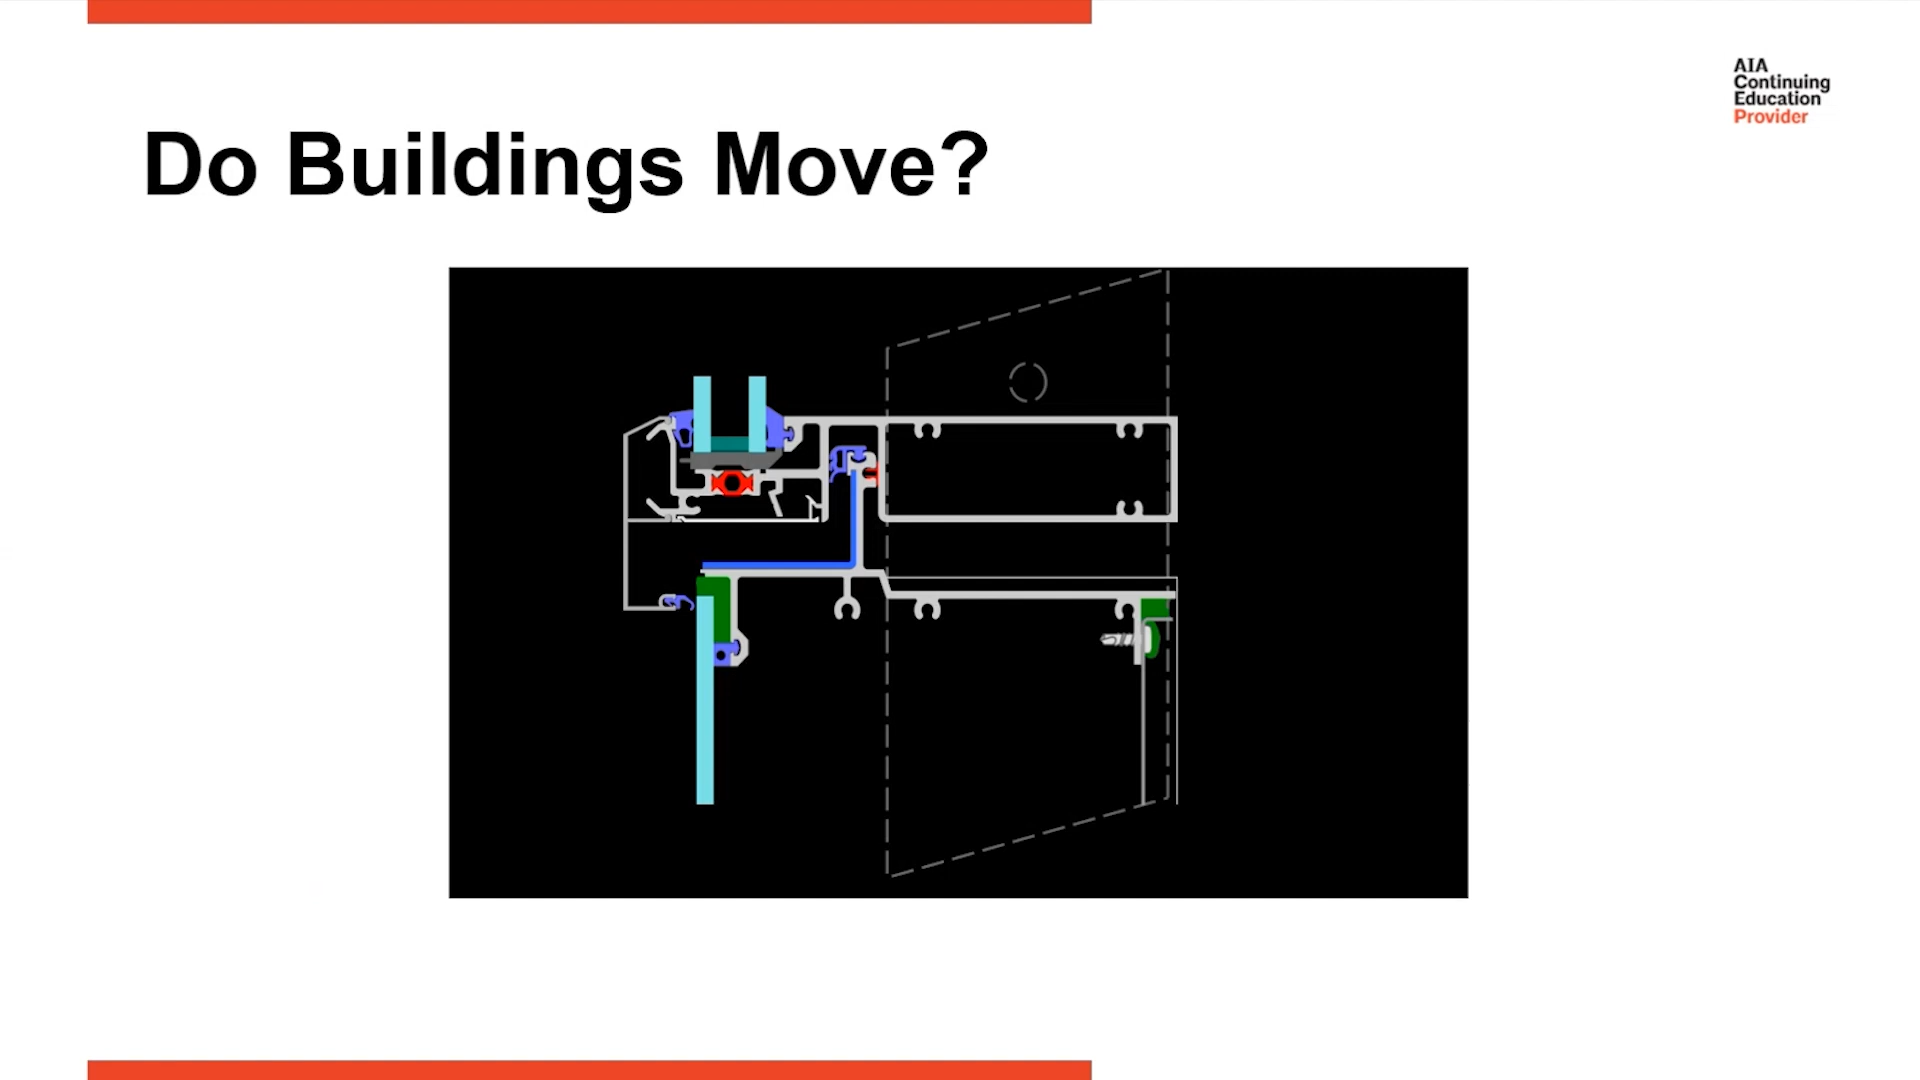 AIA
Continuing
Education
Provider
Do Buildings Move?